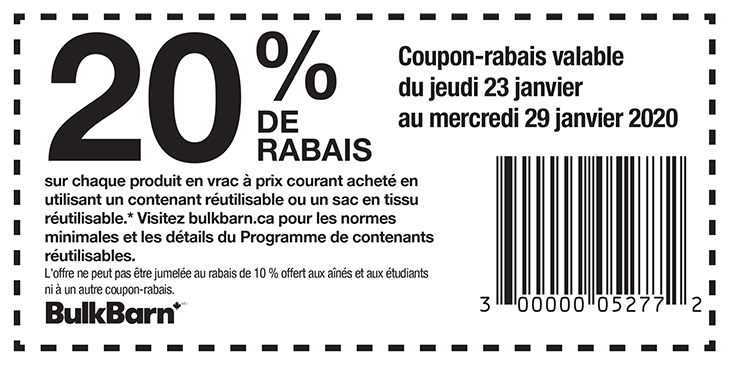 20%
DE
RABAIS
Coupon-rabais valable
du jeudi 23 janvier
au mercredi 29 janvier 2020
sur chaque produit en vrac à prix courant acheté en
utilisant un contenant réutilisable ou un sac en tissu
réutilisable.* Visitez bulkbarn.ca pour les normes
minimales et les détails du Programme de contenants
réutilisables.
L'offre ne peut pas être jumelée au rabais de 10 % offert aux aînés et aux étudiants
ni à un autre coupon-rabais.
BulkBarn MD
3 00000 05277 2